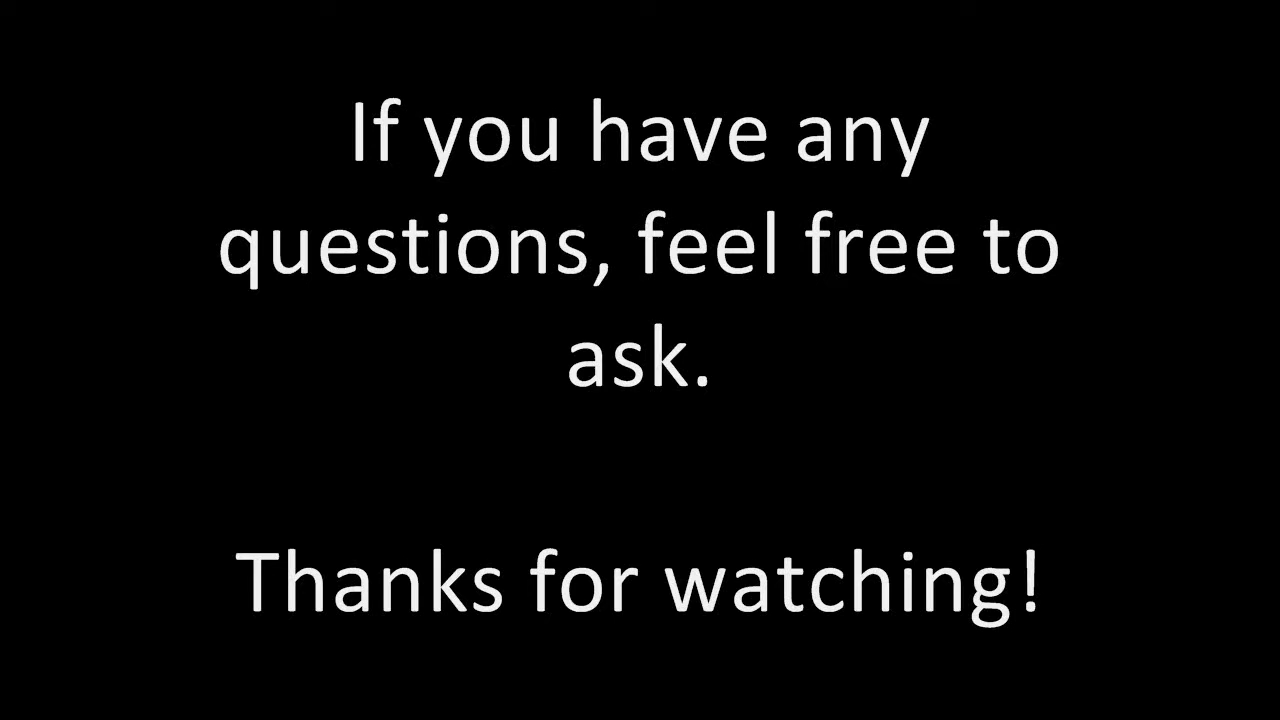 If you have any
questions, feel free to
ask.
Thanks for watching!